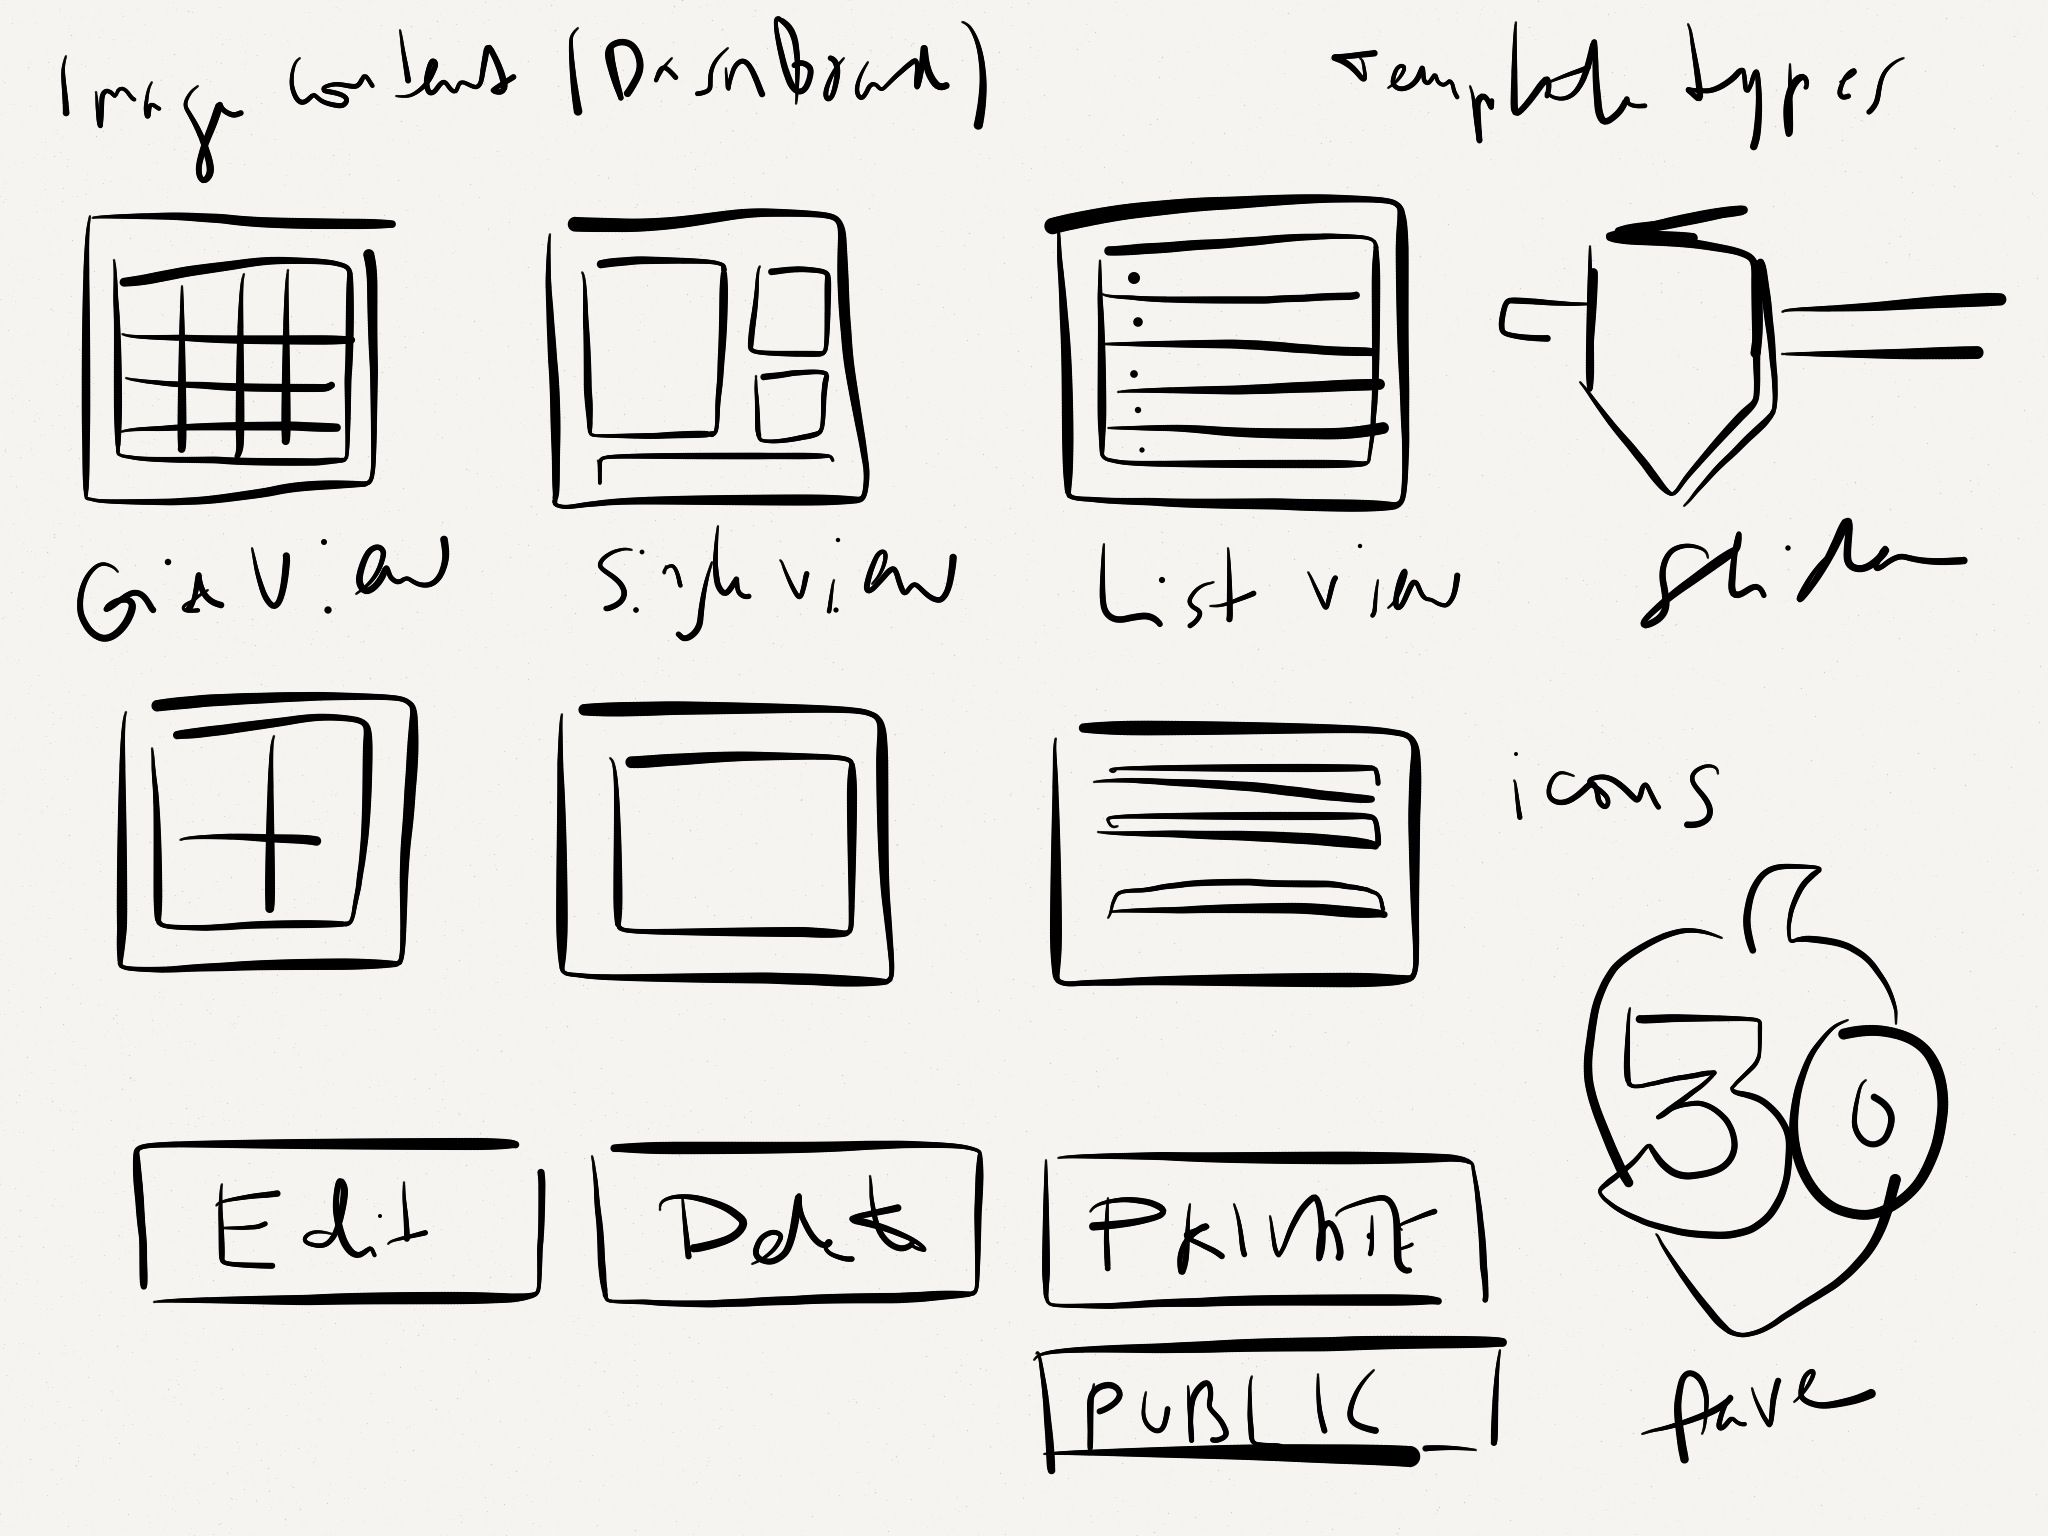 Image content (Dashboard)
Template types
Grid View
Single view
List view
Slider
icons
30
Edit
Delete
PRIVATE
PUBLIC
fave